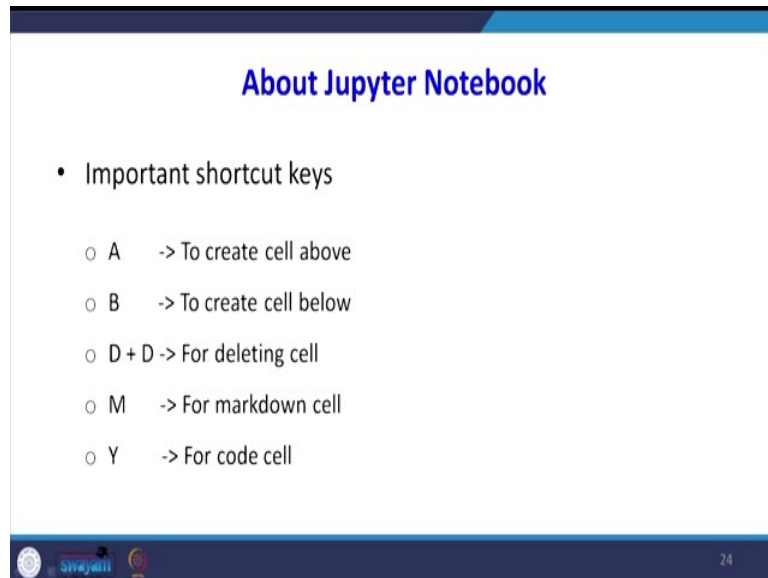 About Jupyter Notebook
• Important shortcut keys
o A -> To create cell above
o B -> To create cell below
o D + D -> For deleting cell
o M -> For markdown cell
o Y -> For code cell
swayam
24